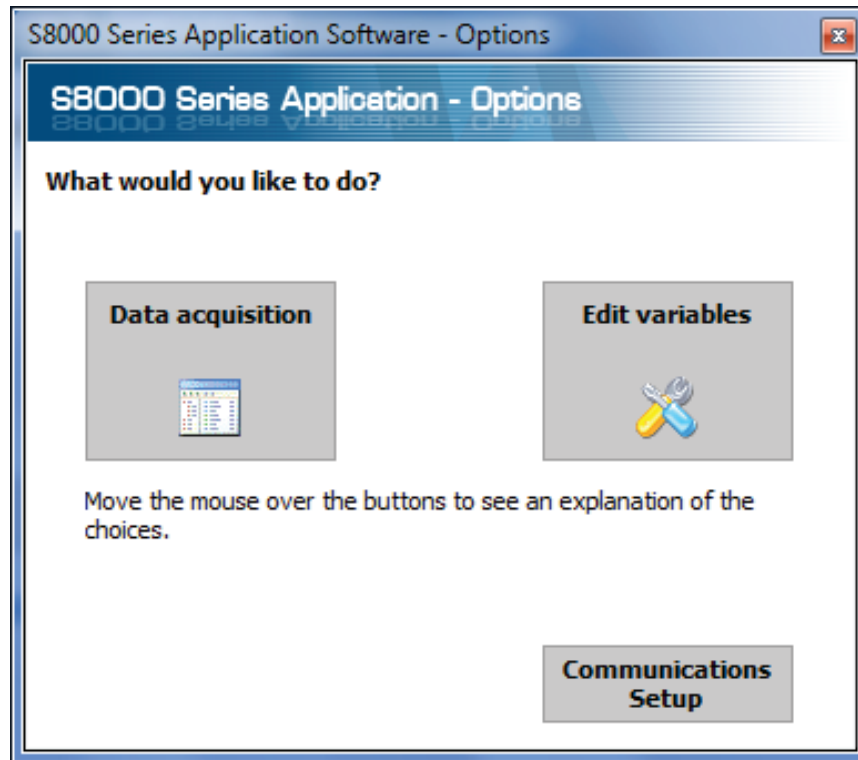 S8000 Series Application Software - Options
S8000 Series Application - Options
What would you like to do?
Data acquisition
Edit variables
Move the mouse over the buttons to see an explanation of the
choices.
Communications
Setup